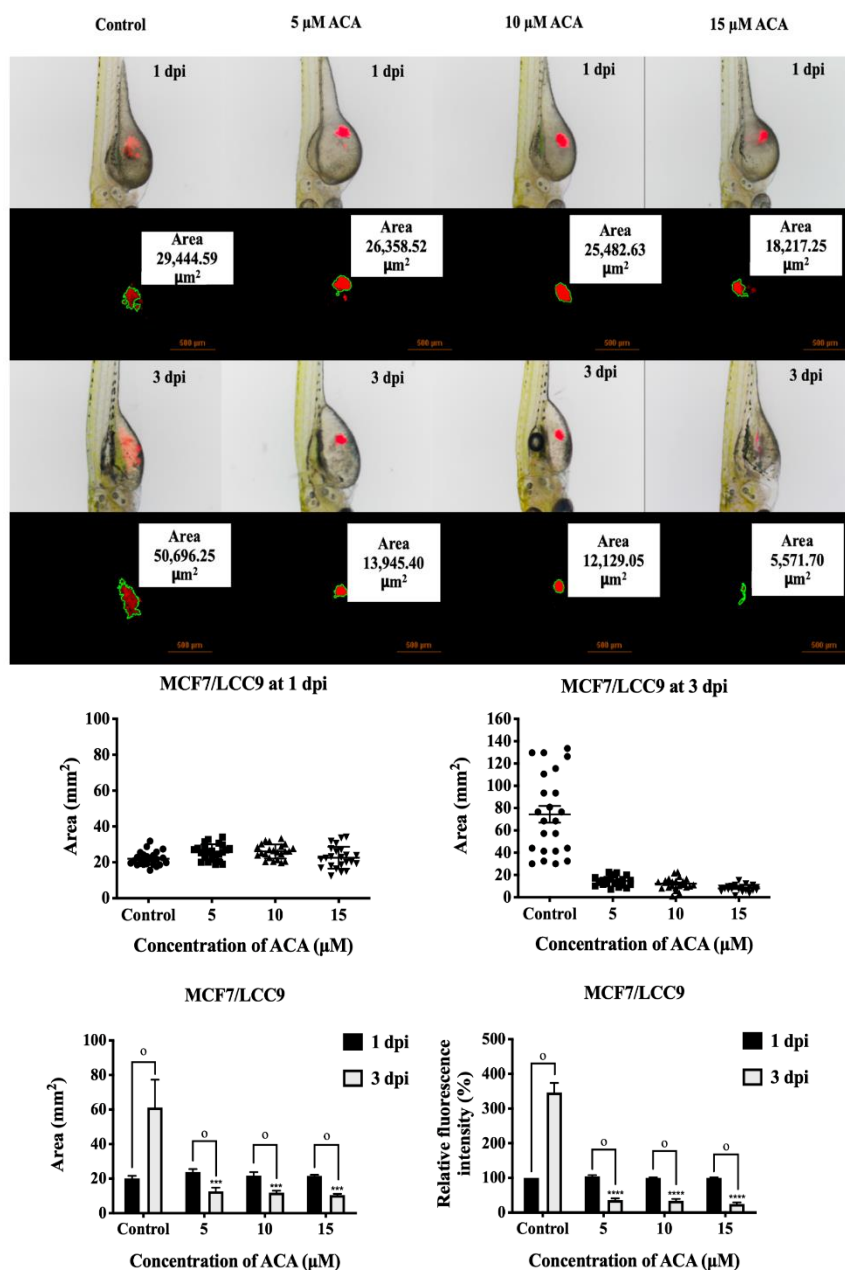 Control
5 µM ACA
10 µM ACA
15 µM ACA
1 dpi
1 dpi
1 dpi
1 dpi
Area
29,444.59
µm²
Area
26,358.52
µm²
Area
25,482.63
µm²
Area
18,217.25
µm²
500 µm
500 µm
500 µm
500 µm
3 dpi
3 dpi
3 dpi
3 dpi
Area
50,696.25
µm²
Area
13,945.40
µm²
Area
12,129.05
µm²
Area
5,571.70
µm²
500 µm
500 µm
500 µm
500 µm
MCF7/LCC9 at 1 dpi
Area (mm²)
100
80
60
40
20
0
Control
5
10
15
Concentration of ACA (µM)
MCF7/LCC9 at 3 dpi
Area (mm²)
160
140
120
100
80
60
40
20
0
Control
5
10
15
Concentration of ACA (µM)
MCF7/LCC9
Area (mm²)
100
80
60
40
20
0
o
o
o
o
***
***
***
1 dpi
3 dpi
Control
5
10
15
Concentration of ACA (µM)
MCF7/LCC9
Relative fluorescence
intensity (%)
500
400
300
200
100
0
o
o
o
o
****
****
****
1 dpi
3 dpi
Control
5
10
15
Concentration of ACA (µM)